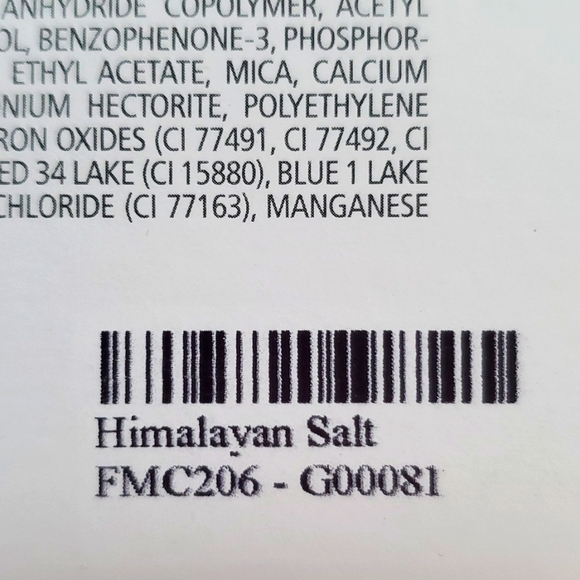 ANHYDRIDE COPOLYMER, ACETYL
OL, BENZOPHENONE-3, PHOSPHOR-
ETHYL ACETATE, MICA, CALCIUM
ONIUM HECTORITE, POLYETHYLENE
RON OXIDES (CI 77491, CI 77492, CI
ED 34 LAKE (CI 15880), BLUE 1 LAKE
CHLORIDE (CI 77163), MANGANESE
Himalayan Salt
FMC206 - G00081